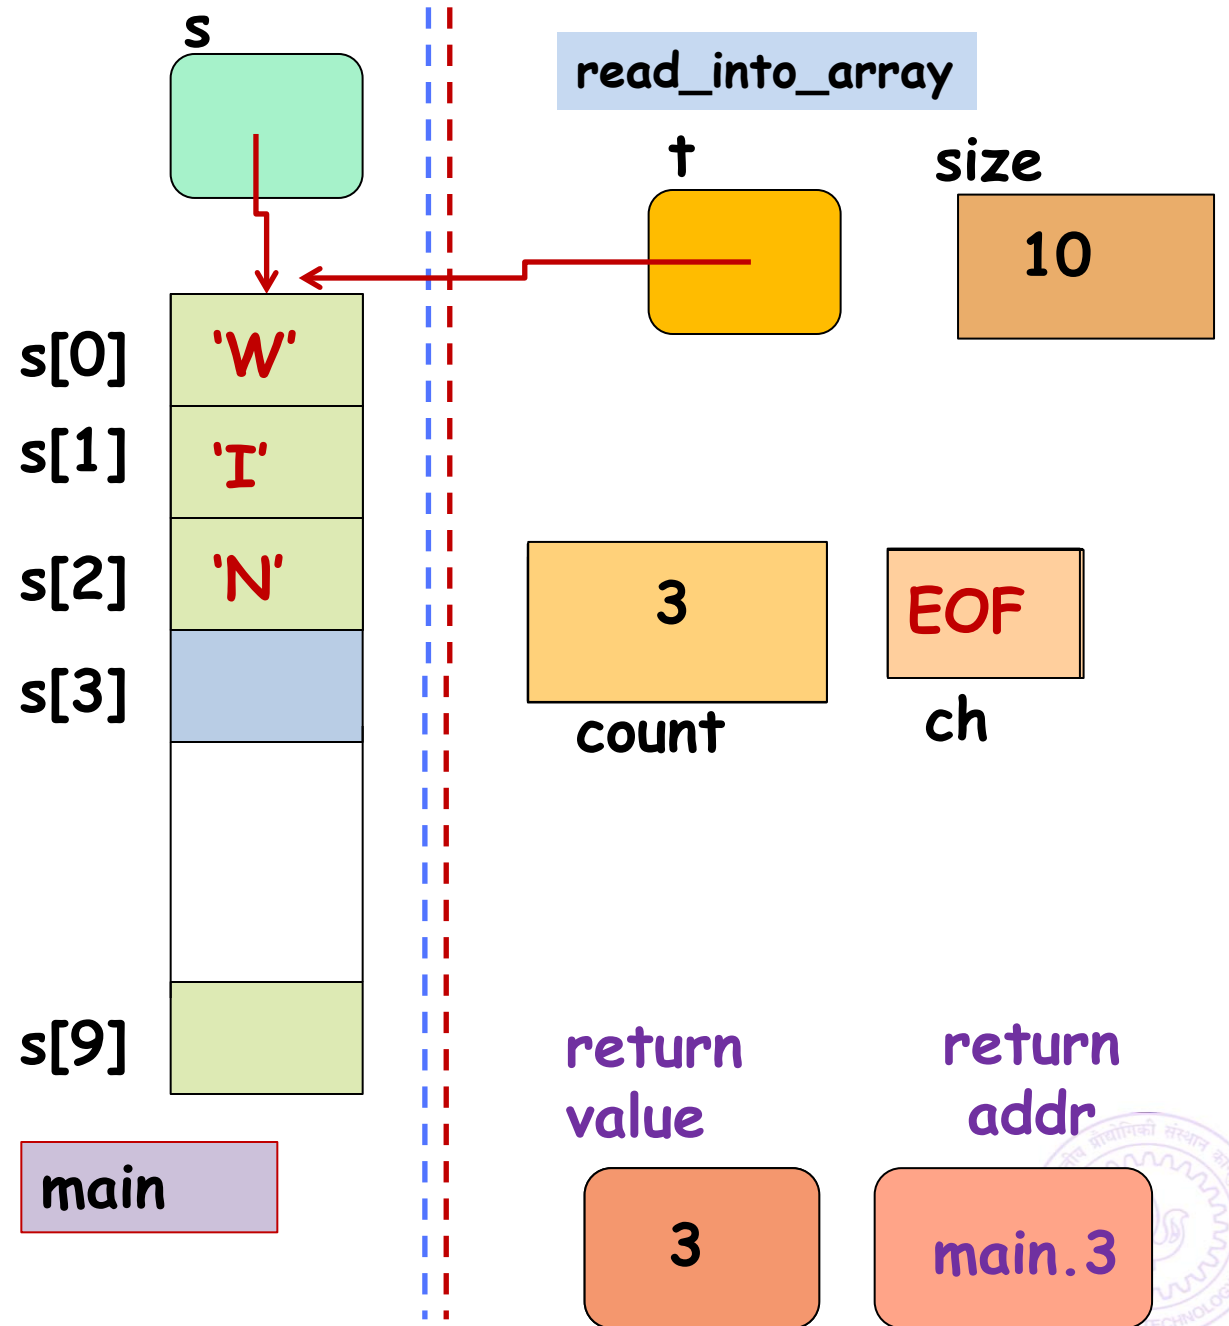 s
read_into_array
t
size
10
s[0]
'W'
s[1]
'I'
s[2]
'N'
3
EOF
s[3]
count
ch
s[9]
return
value
return
addr
main
3
main.3